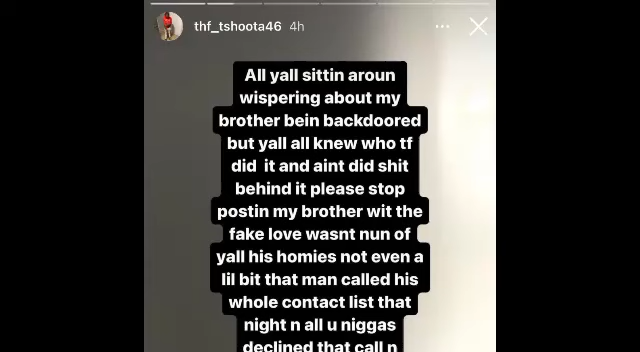 thf_tshoota46 4h
All yall sittin aroun
wispering about my
brother bein backdoored
but yall all knew who tf
did it and aint did shit
behind it please stop
postin my brother wit the
fake love wasnt nun of
yall his homies not even a
lil bit that man called his
whole contact list that
night n all u niggas
declined that call n